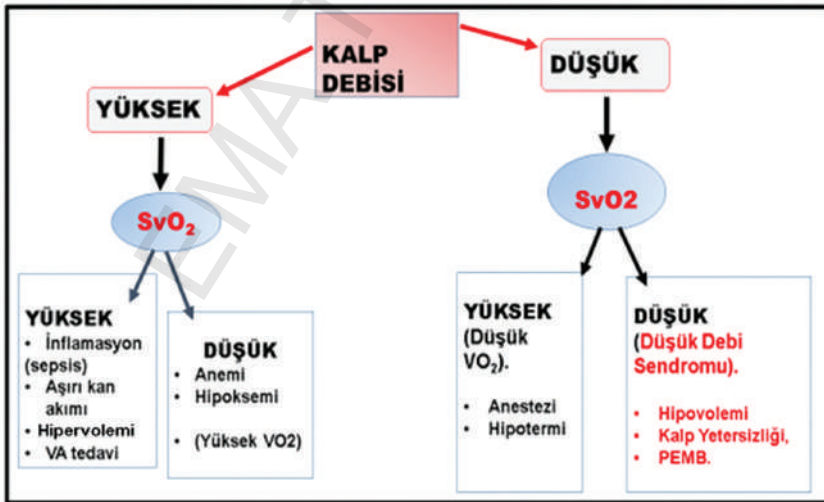 KALP
DEBİSİ
YÜKSEK
DÜŞÜK
SvO₂
SvO2
YÜKSEK
• İnflamasyon
(sepsis)
• Aşırı kan
akımı
• Hipervolemi
• VA tedavi
DÜŞÜK
• Anemi
• Hipoksemi
• (Yüksek VO2)
YÜKSEK
(Düşük
VO₂).
• Anestezi
• Hipotermi
DÜŞÜK
(Düşük Debi
Sendromu).
• Hipovolemi
• Kalp Yetersizliği,
• PEMB.
EMA T